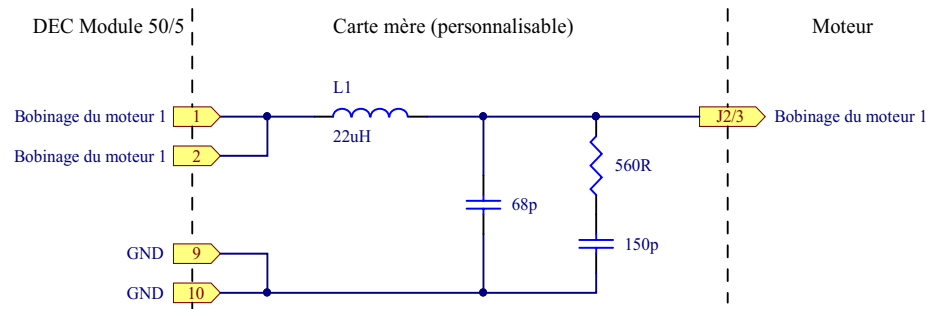 DEC Module 50/5
Carte mère (personnalisable)
Moteur
L1
Bobinage du moteur 1
1
J2/3
Bobinage du moteur 1
22uH
Bobinage du moteur 1
2
560R
68p
150p
GND
9
GND
10